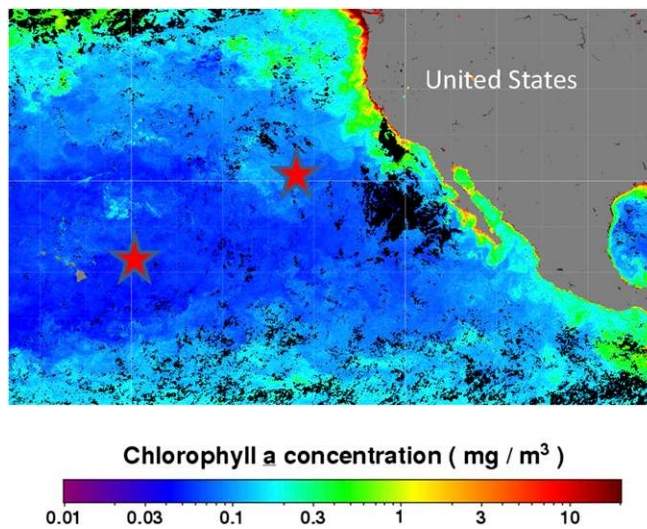 United States
Chlorophyll a concentration ( mg / m³ )
0.01 0.03 0.1 0.3 1 3 10